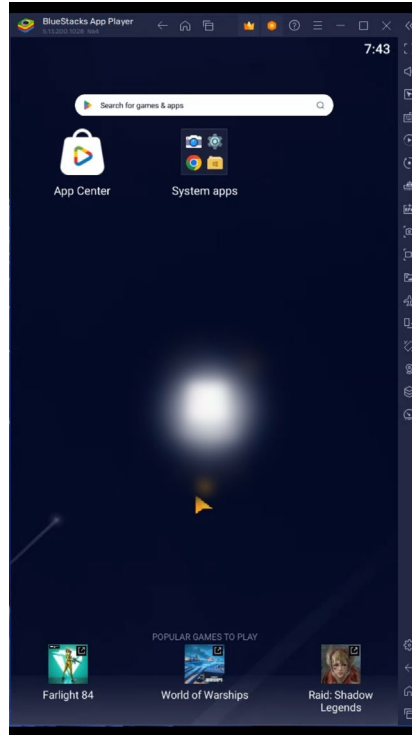 BlueStacks App Player
7:43
Search for games & apps
App Center
System apps
POPULAR GAMES TO PLAY
Farlight 84
World of Warships
Raid: Shadow
Legends